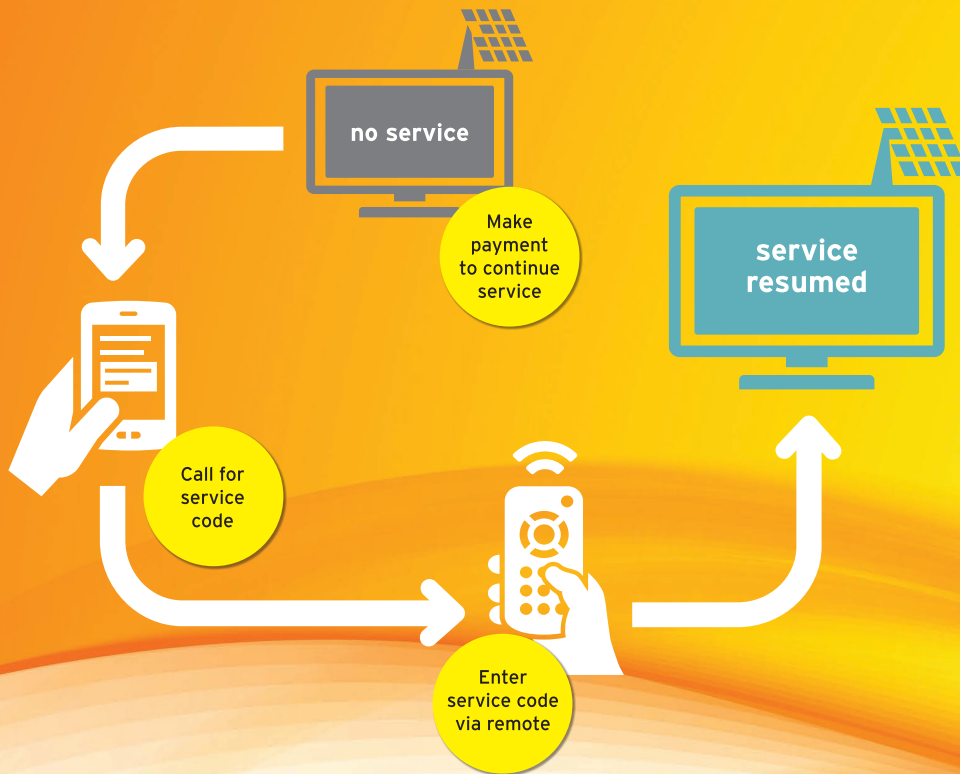 no service
Make
payment
to continue
service
service
resumed
Call for
service
code
Enter
service code
via remote